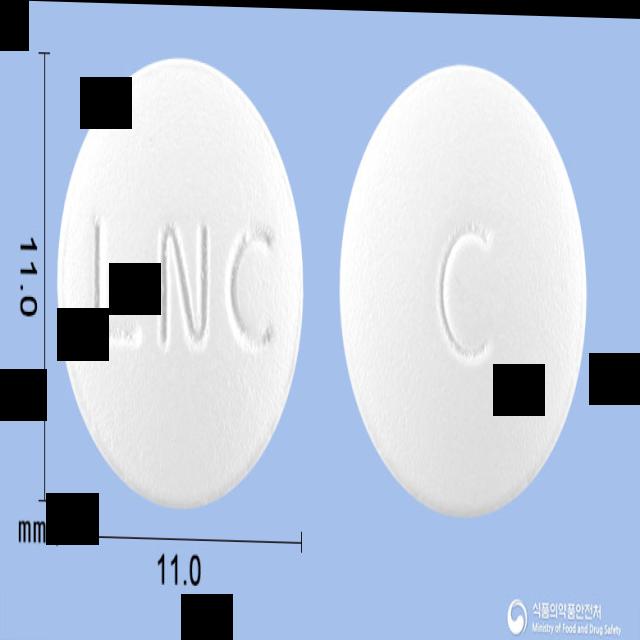 LNC
C
11.0
mm
11.0
식품의약품안전처
Ministry of Food and Drug Safety